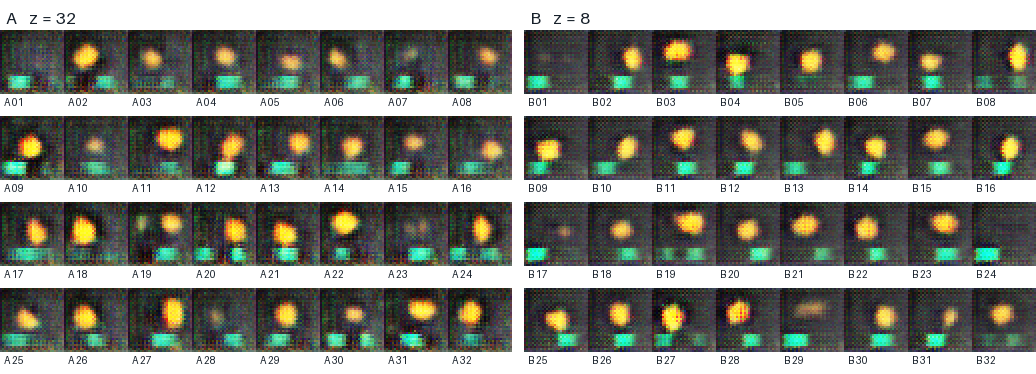 A z = 32
B z = 8
A01 A02 A03 A04 A05 A06 A07 A08
B01 B02 B03 B04 B05 B06 B07 B08
A09 A10 A11 A12 A13 A14 A15 A16
B09 B10 B11 B12 B13 B14 B15 B16
A17 A18 A19 A20 A21 A22 A23 A24
B17 B18 B19 B20 B21 B22 B23 B24
A25 A26 A27 A28 A29 A30 A31 A32
B25 B26 B27 B28 B29 B30 B31 B32